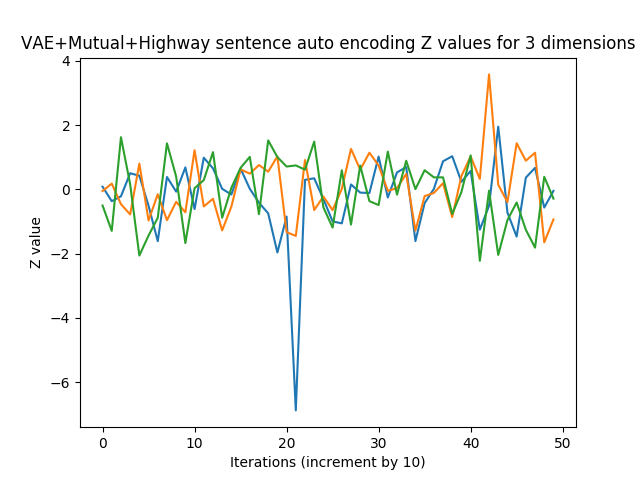 VAE+Mutual+Highway sentence auto encoding Z values for 3 dimensions
4
2
0
−2
−4
−6
Z value
0 10 20 30 40 50
Iterations (increment by 10)